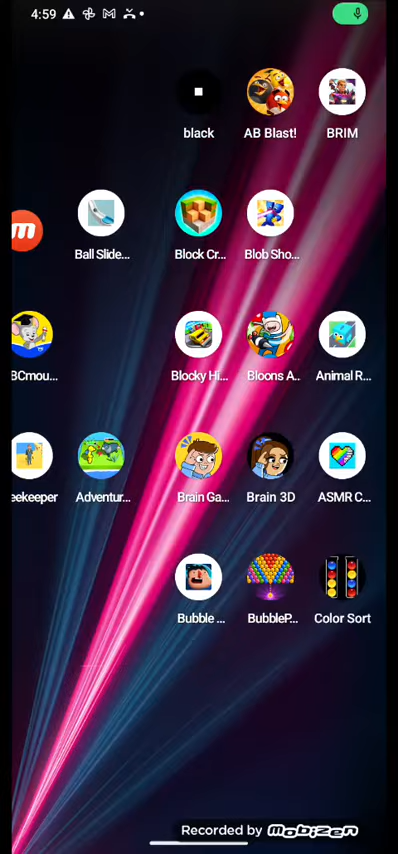 4:59
black
AB Blast!
BRIM
m
Ball Slide...
Block Cr...
Blob Sho...
BCmou...
Blocky Hi...
Bloons A...
Animal R...
eekeeper
Adventur...
Brain Ga...
Brain 3D
ASMR C...
Bubble ...
BubbleP...
Color Sort
Recorded by mobizen